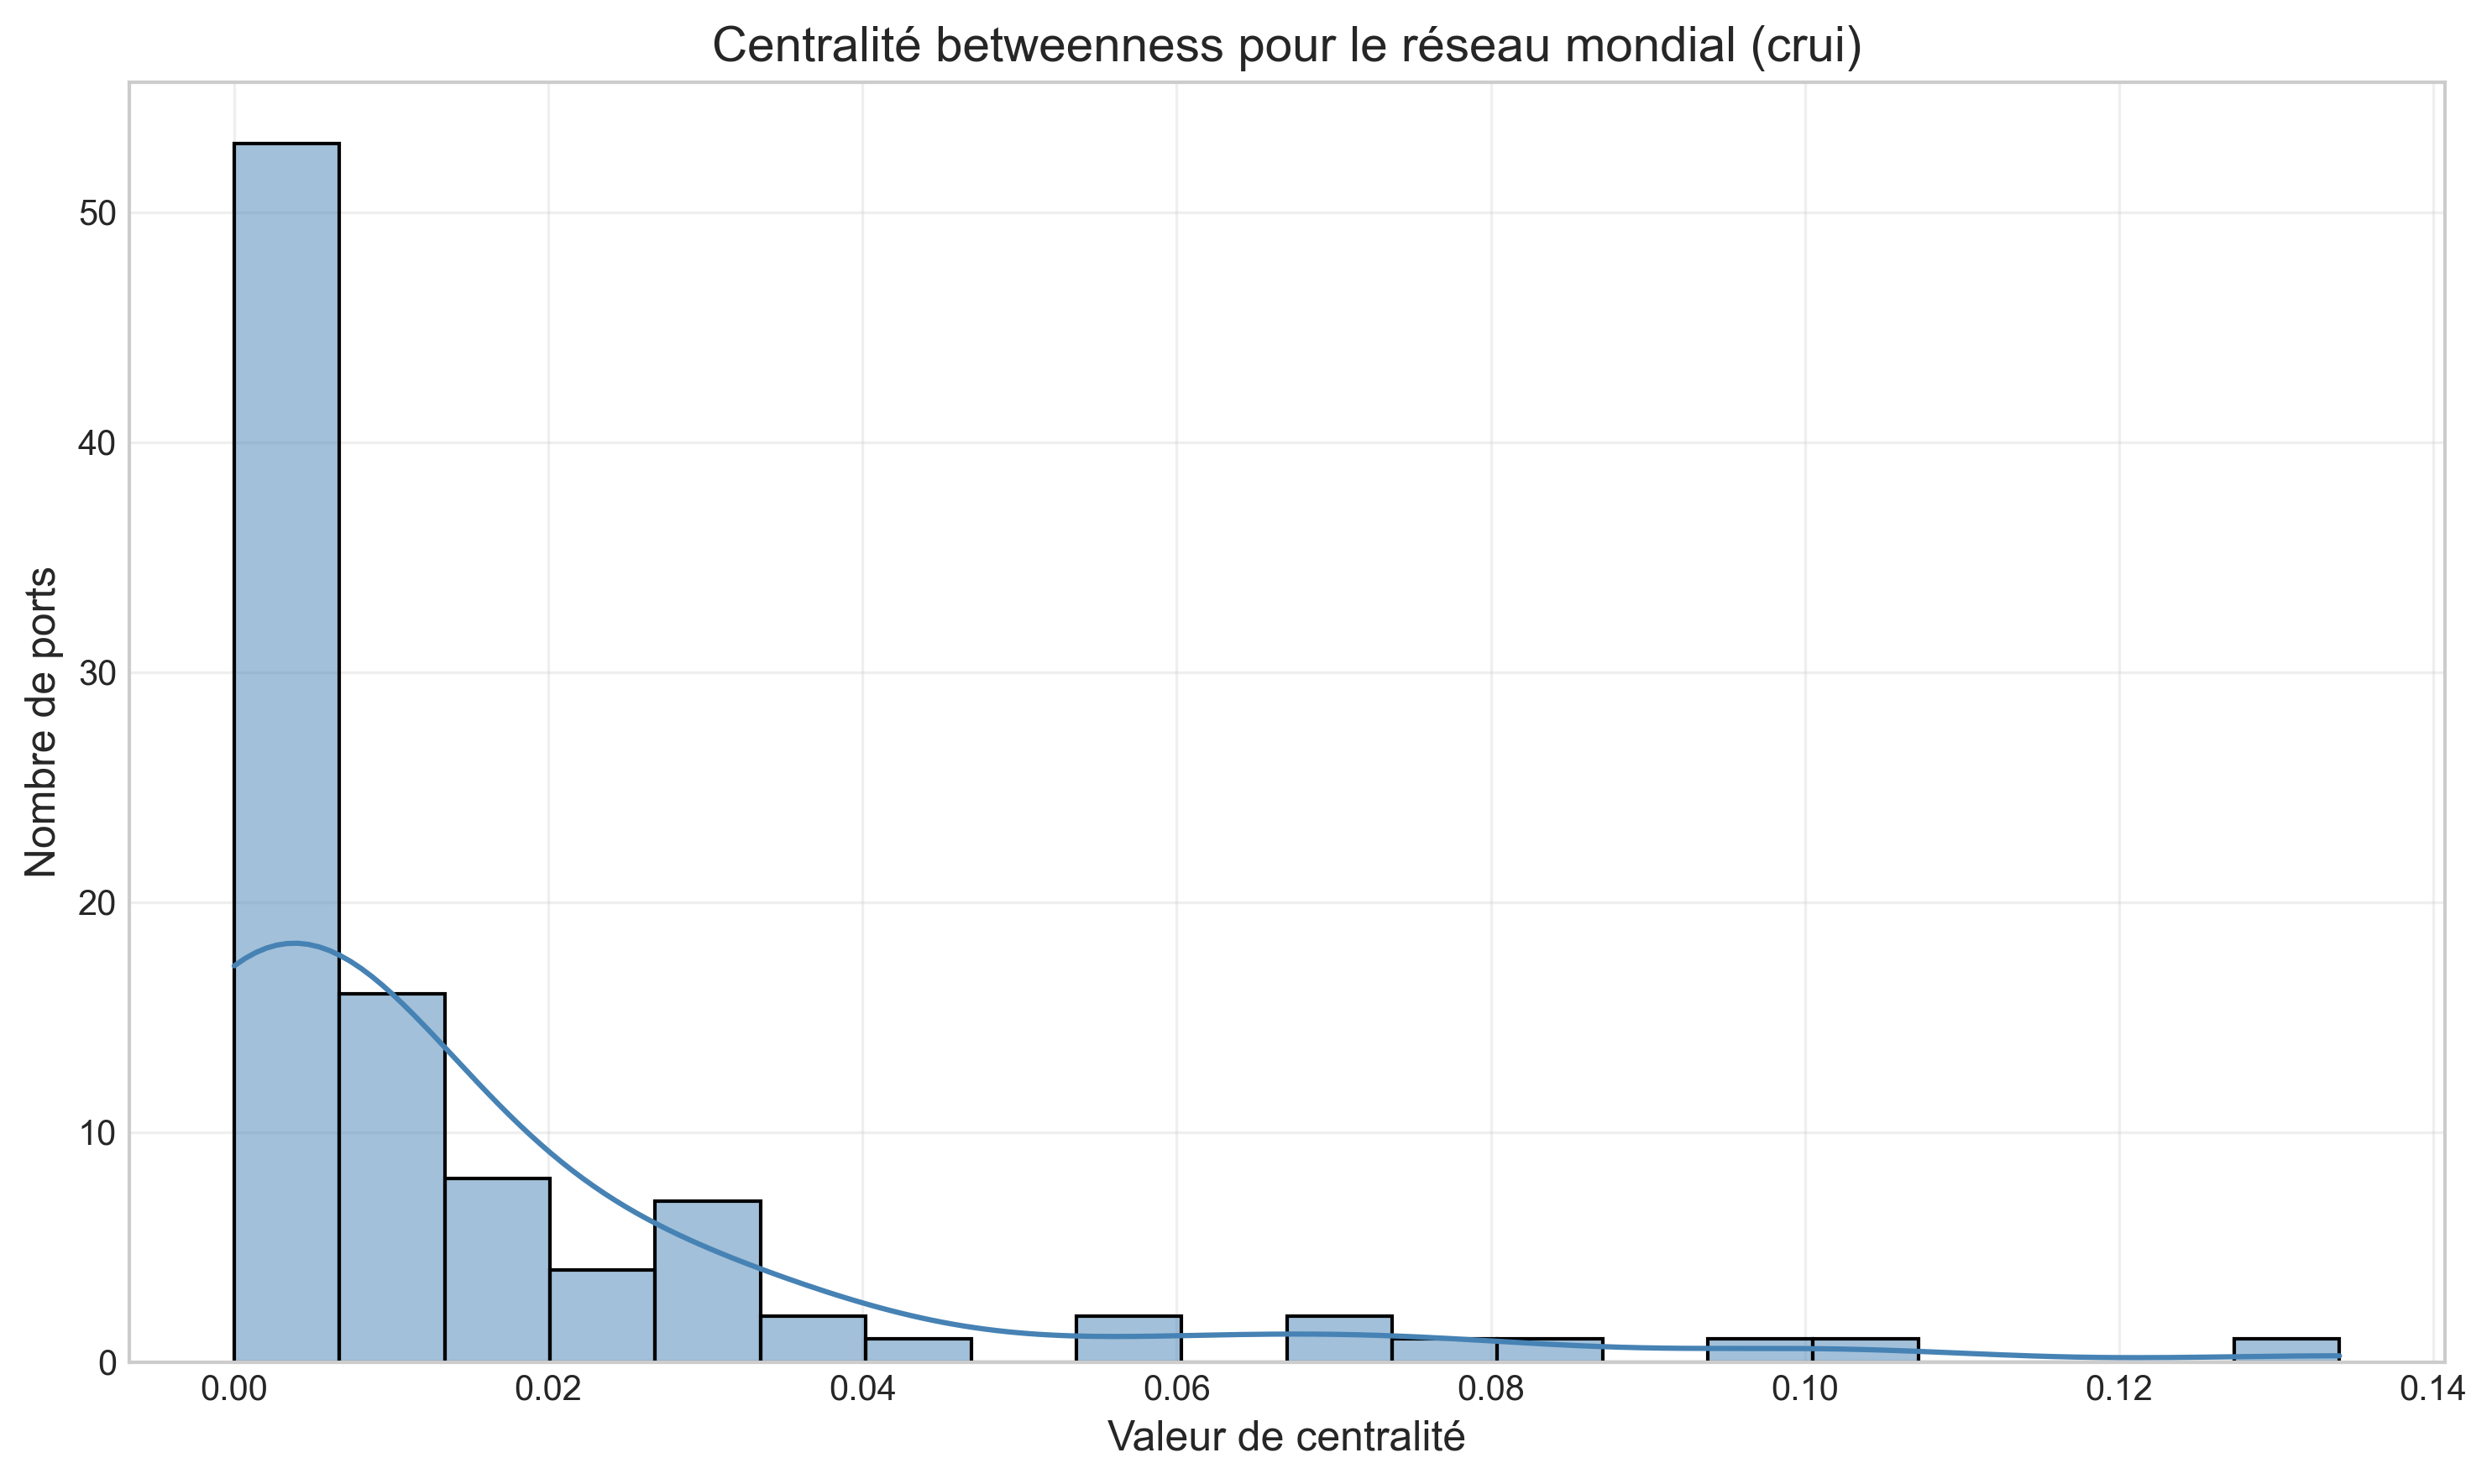 Centralité betweenness pour le réseau mondial (crui)
Nombre de ports
50
40
30
20
10
0
0.00 0.02 0.04 0.06 0.08 0.10 0.12 0.14
Valeur de centralité